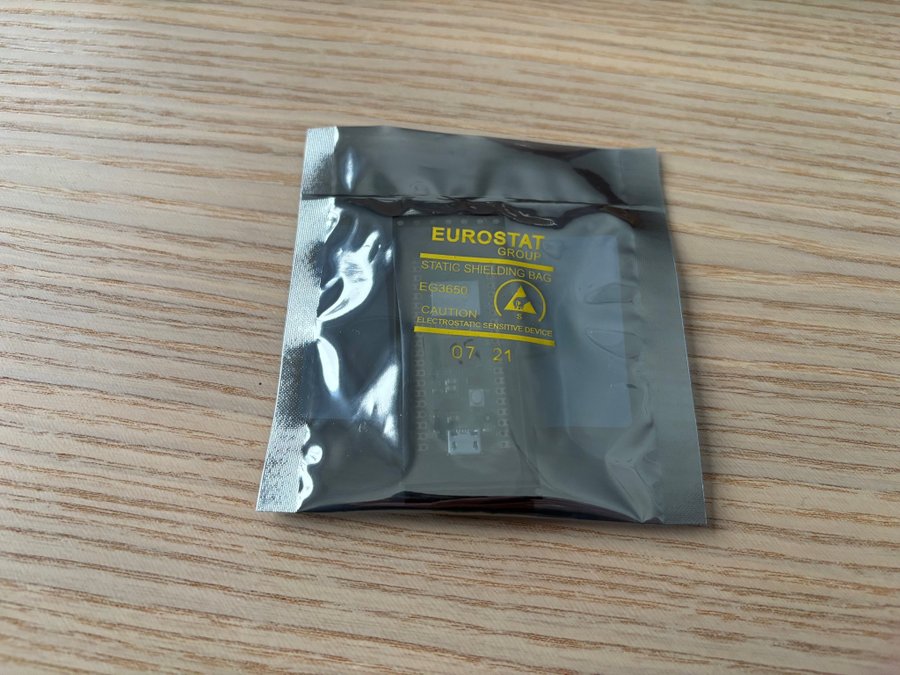 EUROSTAT
GROUP
STATIC SHIELDING BAG
EG3650
CAUTION
ELECTROSTATIC SENSITIVE DEVICE
07 21